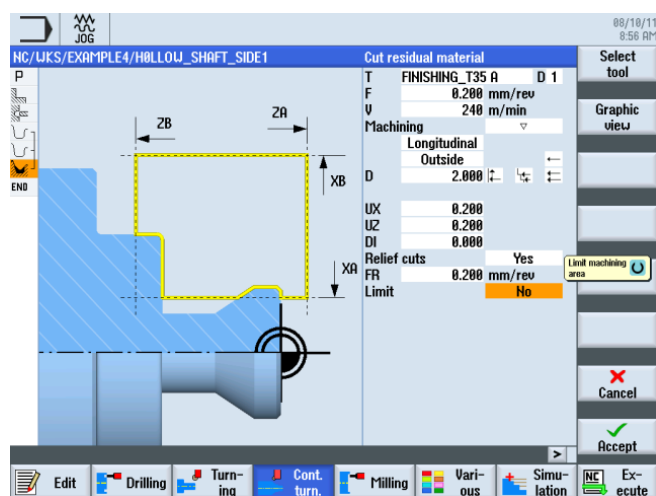 JOG
08/10/11
8:56 AM
NC/WKS/EXAMPLE4/HOLLOW_SHAFT_SIDE1
Cut residual material
Select
tool
P
END
ZB
ZA
XB
XA
T FINISHING_T35 A D 1
F 0.200 mm/rev
V 240 m/min
Machining ▽
Longitudinal
Outside ←
D 2.000
UX 0.200
UZ 0.200
DI 0.000
Relief cuts Yes
FR 0.200 mm/rev
Limit No
Limit machining
area
Graphic
view
Cancel
Accept
>
Edit
Drilling
Turn-
ing
Cont.
turn.
Milling
Vari-
ous
Simu-
lation
NC Ex-
ecute